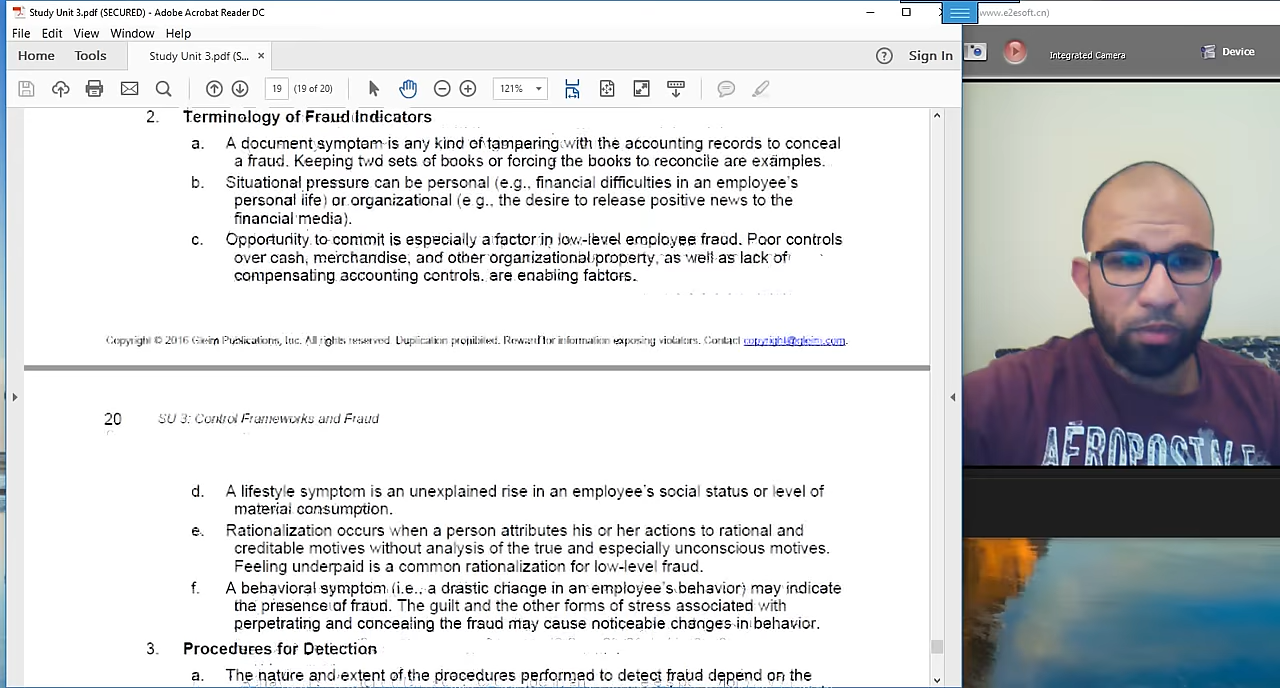 Study Unit 3.pdf (SECURED) - Adobe Acrobat Reader DC
www.e2esoft.cn)
File Edit View Window Help
Home Tools Study Unit 3.pdf (S... × Sign In
Integrated Camera
Device
19 (19 of 20) 121%
2. Terminology of Fraud Indicators
a. A document symptom is any kind of tampering with the accounting records to conceal
a fraud. Keeping two sets of books or forcing the books to reconcile are examples.
b. Situational pressure can be personal (e.g., financial difficulties in an employee's
personal life) or organizational (e.g., the desire to release positive news to the
financial media).
c. Opportunity to commit is especially a factor in low-level employee fraud. Poor controls
over cash, merchandise, and other organizational property, as well as lack of
compensating accounting controls, are enabling factors.
Copyright © 2016 Gleim Publications, Inc. All rights reserved. Duplication prohibited. Reward for information exposing violators. Contact copyright@gleim.com.
20 SU 3: Control Frameworks and Fraud
d. A lifestyle symptom is an unexplained rise in an employee's social status or level of
material consumption.
e. Rationalization occurs when a person attributes his or her actions to rational and
creditable motives without analysis of the true and especially unconscious motives.
Feeling underpaid is a common rationalization for low-level fraud.
f. A behavioral symptom (i.e., a drastic change in an employee's behavior) may indicate
the presence of fraud. The guilt and the other forms of stress associated with
perpetrating and concealing the fraud may cause noticeable changes in behavior.
3. Procedures for Detection
a. The nature and extent of the procedures performed to detect fraud depend on the
AÉROPOSTALE